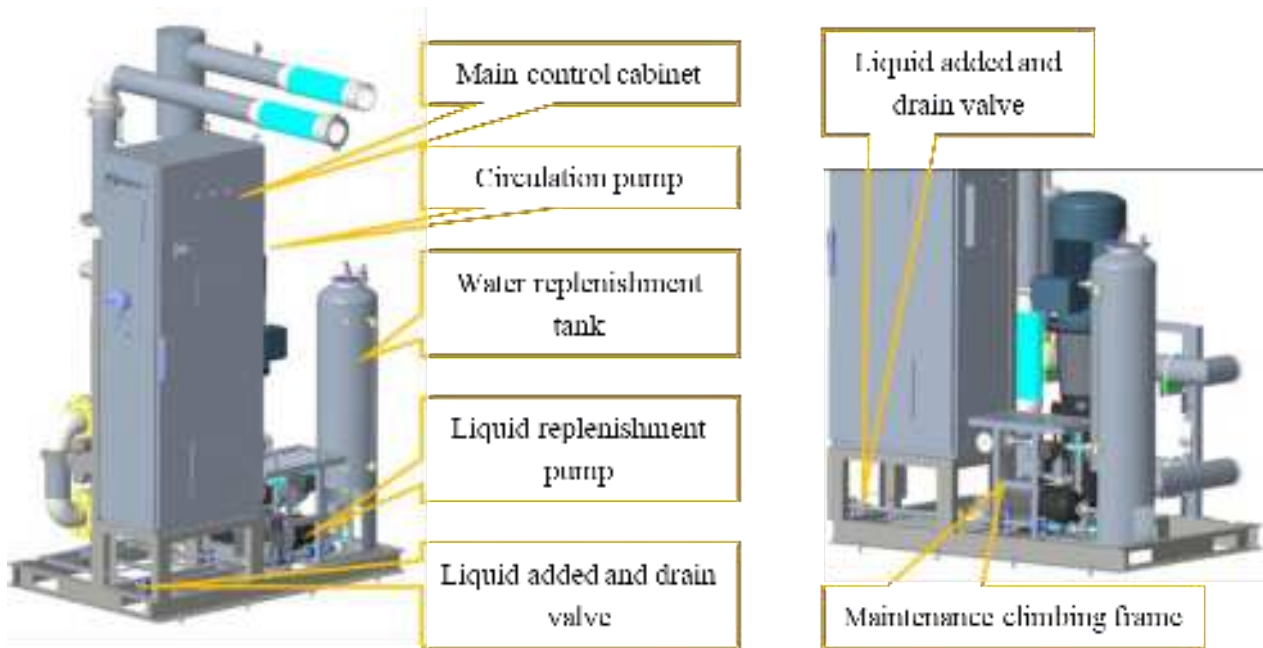 Main control cabinet
Circulation pump
Water replenishment
tank
Liquid replenishment
pump
Liquid added and drain
valve
Liquid added and
drain valve
Maintenance climbing frame